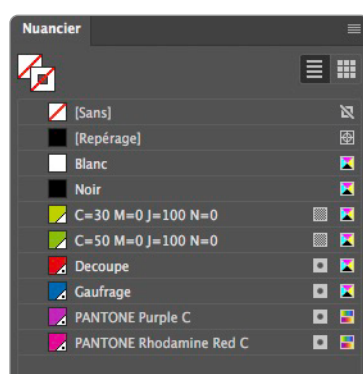 Nuancier
[Sans]
[Repérage]
Blanc
Noir
C=30 M=0 J=100 N=0
C=50 M=0 J=100 N=0
Decoupe
Gaufrage
PANTONE Purple C
PANTONE Rhodamine Red C